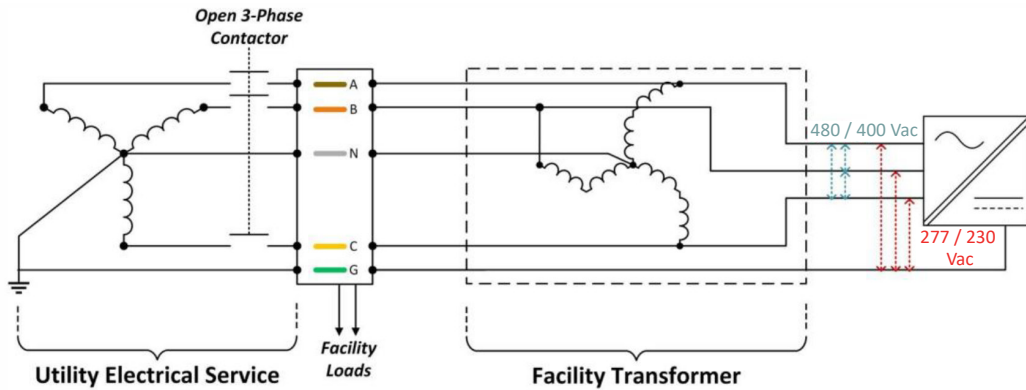 Open 3-Phase
Contactor
A
B
N
C
G
480 / 400 Vac
277 / 230
Vac
Facility
Loads
Utility Electrical Service
Facility Transformer